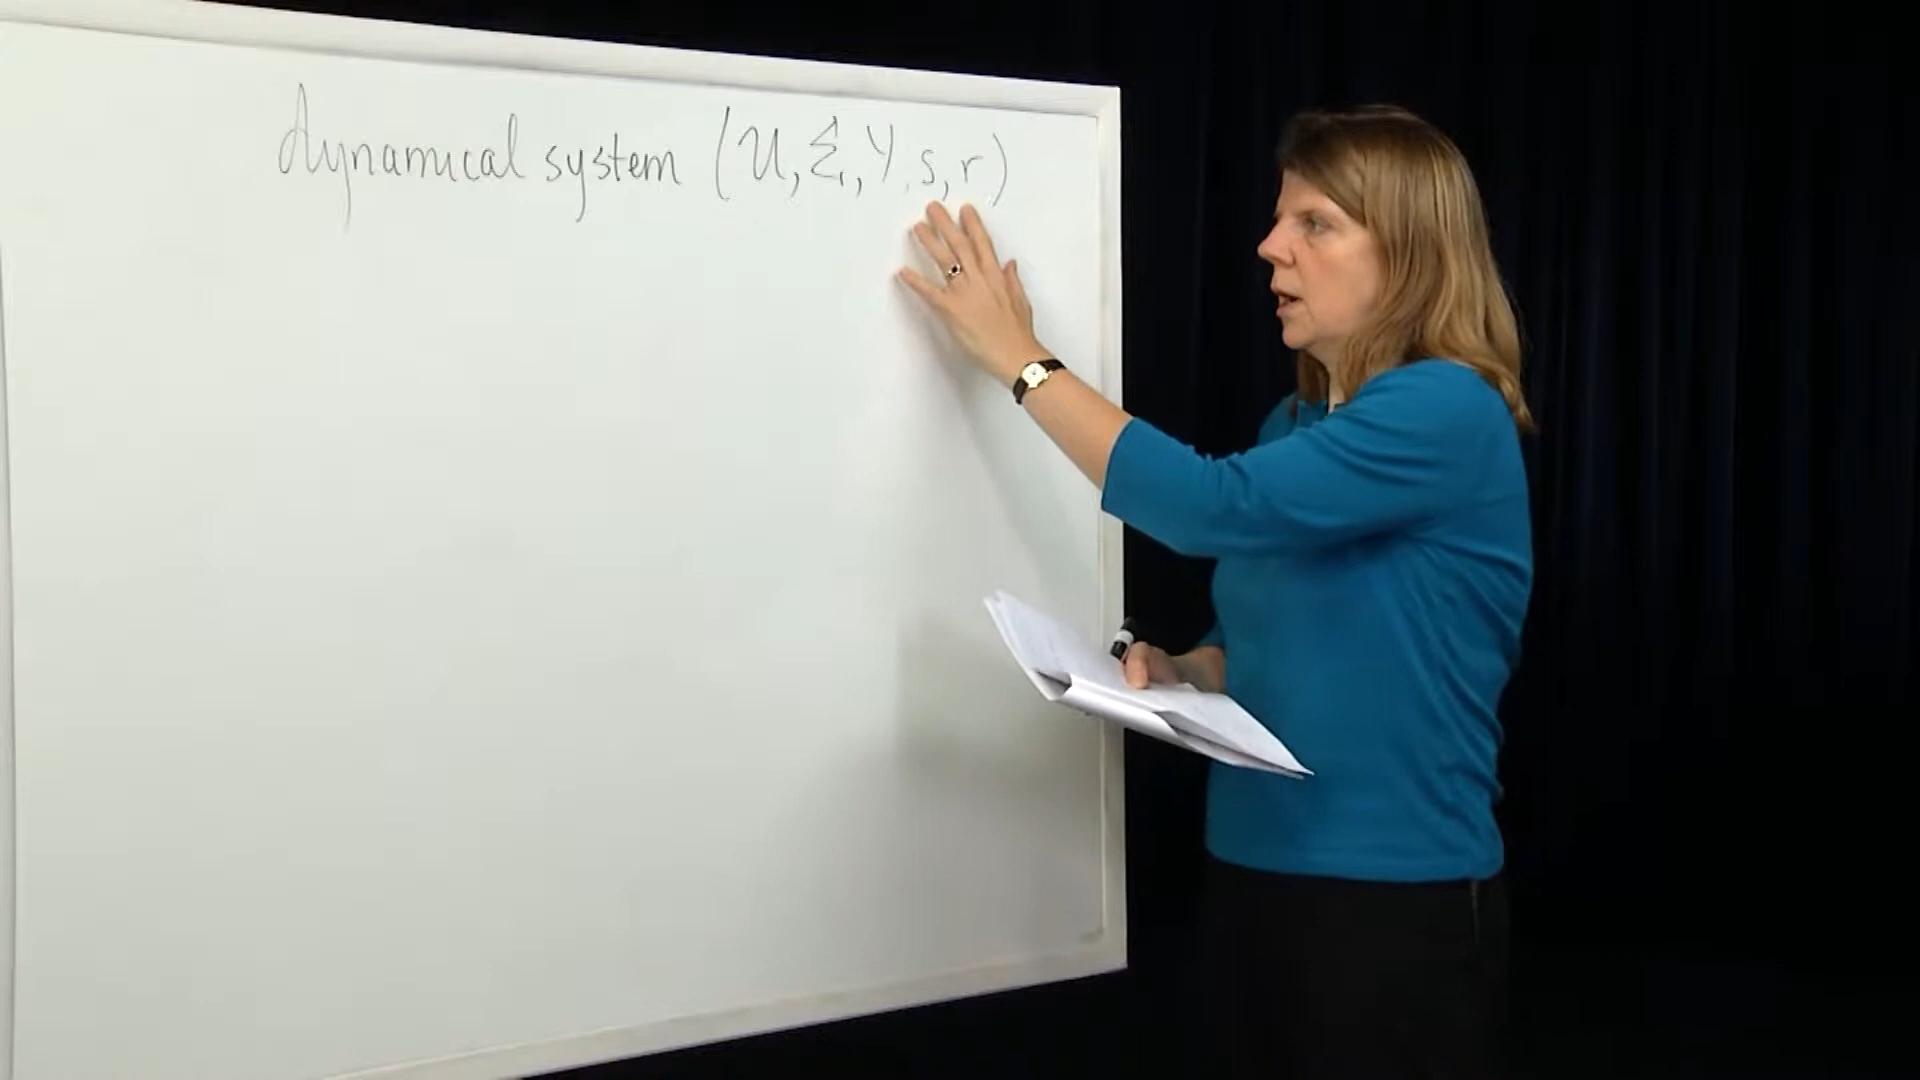 dynamical system (U, Σ, Y, s, r)